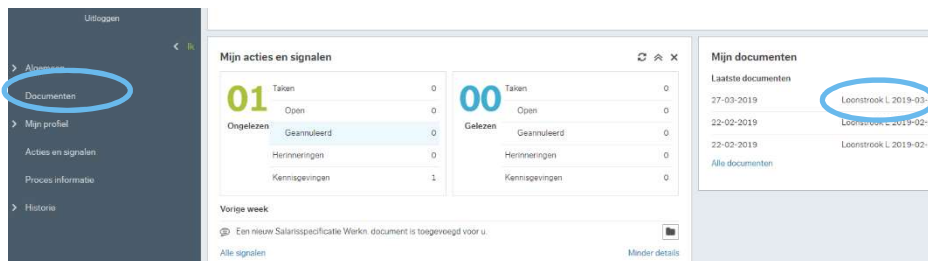 Uitloggen
Ik
Algemeen
Documenten
Mijn profiel
Acties en signalen
Proces informatie
Historie
Mijn acties en signalen
01
Ongelezen
Taken 0
Open 0
Geannuleerd 0
Herinneringen 0
Kennisgevingen 1
00
Gelezen
Taken 0
Open 0
Geannuleerd 0
Herinneringen 0
Kennisgevingen 0
Vorige week
Een nieuw Salarisspecificatie Werkn. document is toegevoegd voor u.
Alle signalen
Minder details
Mijn documenten
Laatste documenten
27-03-2019 Loonstrook L 2019-03-
22-02-2019 Loonstrook L 2019-02-
22-02-2019 Loonstrook L 2019-02-
Alle documenten